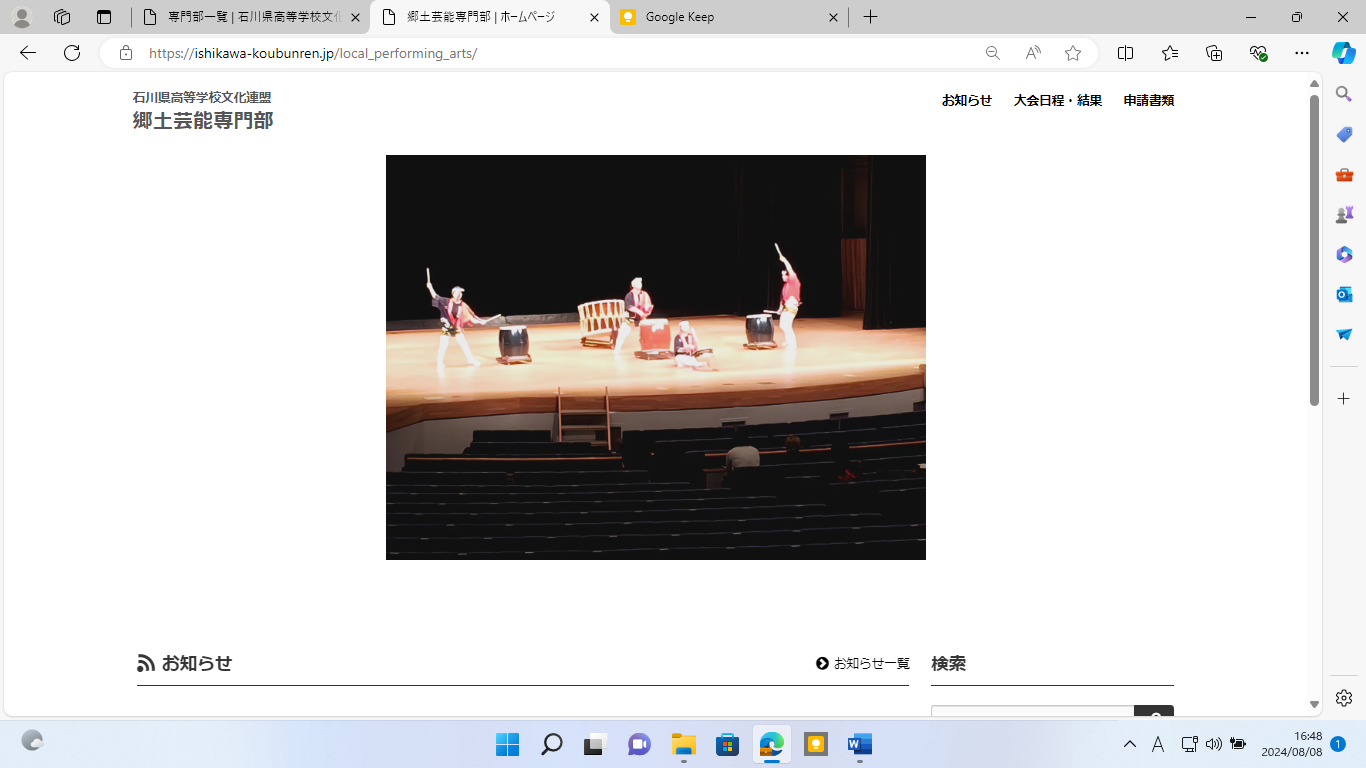 専門部一覧 | 石川県高等学校文化
郷土芸能専門部 | ホームページ
Google Keep
https://ishikawa-koubunren.jp/local_performing_arts/
石川県高等学校文化連盟
郷土芸能専門部
お知らせ
大会日程・結果
申請書類
お知らせ
お知らせ一覧
検索
A
16:48
2024/08/08
1